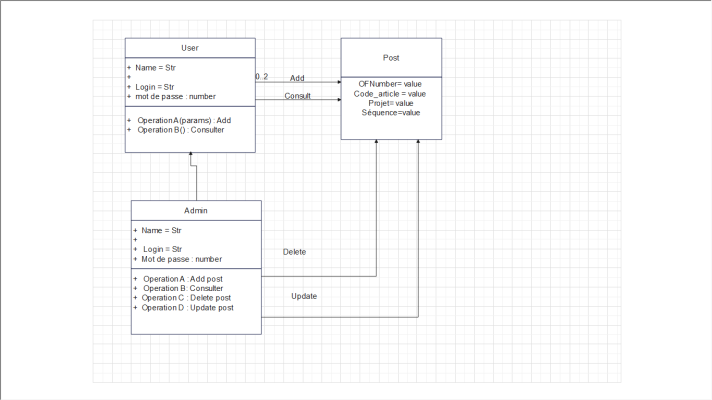 User
+ Name = Str
+
+ Login = Str
+ mot de passe : number
+ Operation A(params) : Add
+ Operation B() : Consulter
0..2
Add
Consult
Post
OFNumber= value
Code_article = value
Projet= value
Séquence=value
Admin
+ Name = Str
+
+ Login = Str
+ Mot de passe : number
+ Operation A : Add post
+ Operation B: Consulter
+ Operation C : Delete post
+ Operation D : Update post
Delete
Update